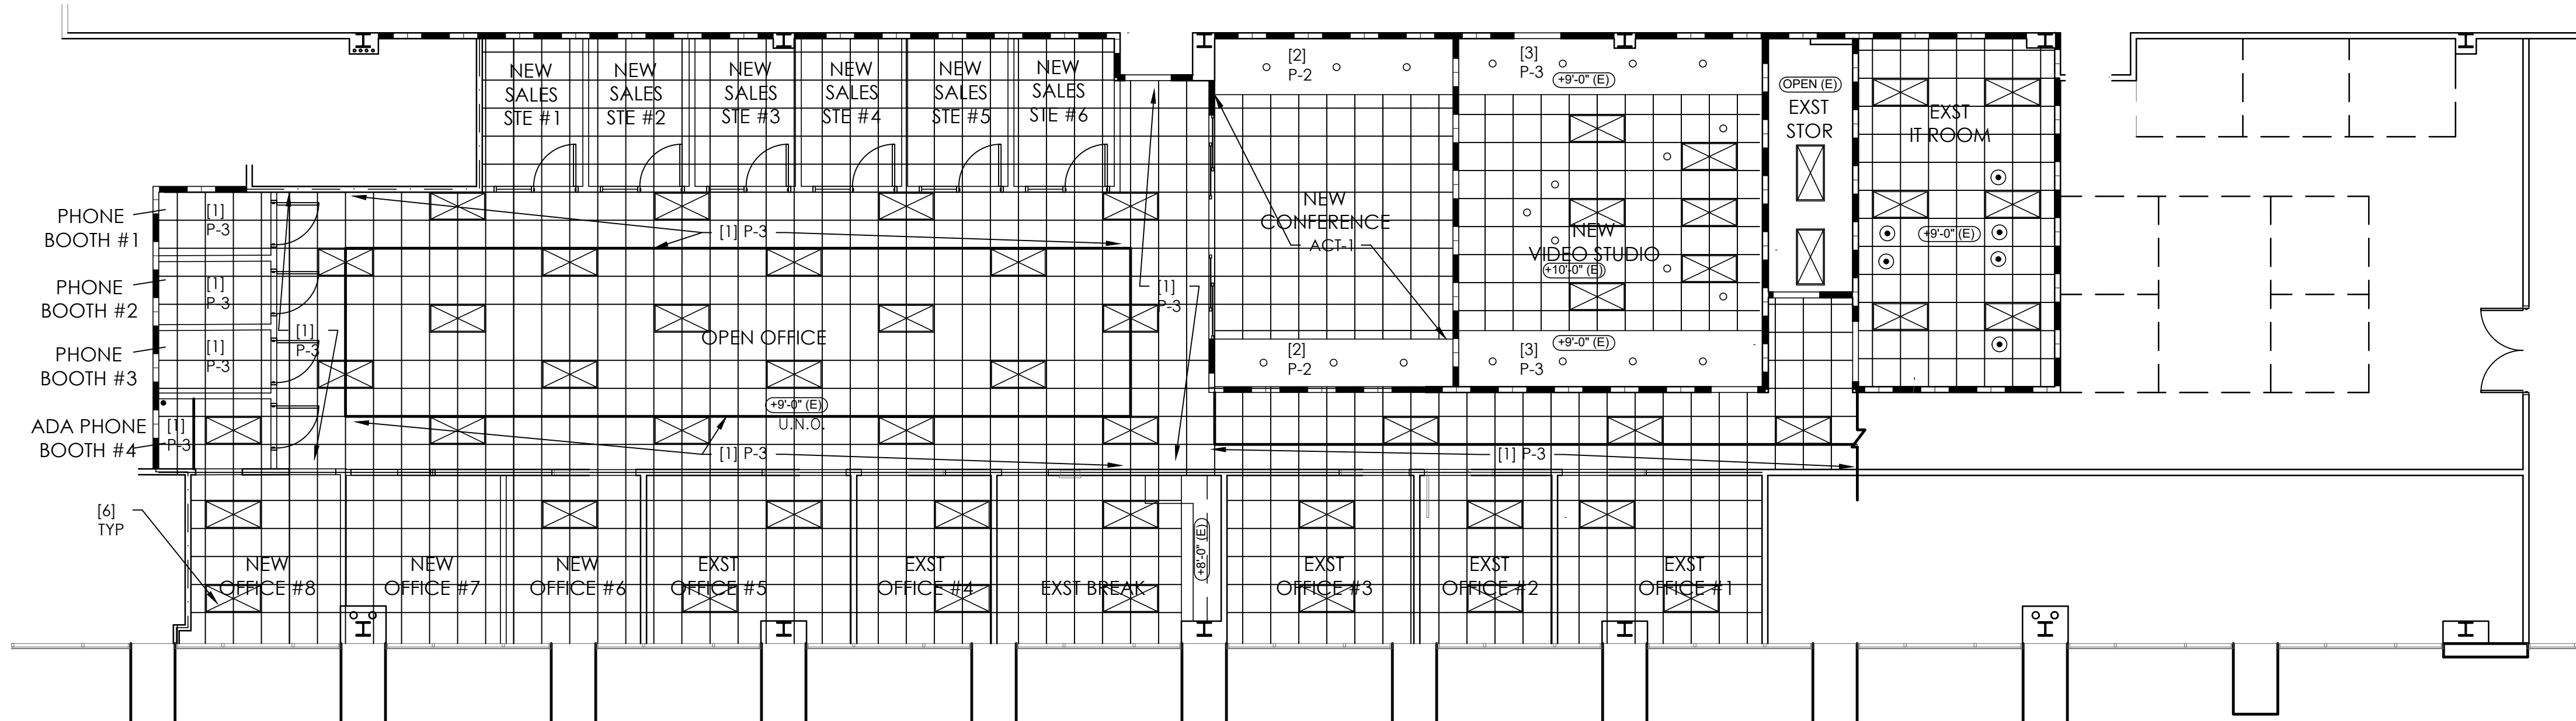 NEW
SALES
STE #1
NEW
SALES
STE #2
NEW
SALES
STE #3
NEW
SALES
STE #4
NEW
SALES
STE #5
NEW
SALES
STE #6
[2]
P-2
[3]
P-3
+9'-0" (E)
OPEN (E)
EXST
STOR
EXST
IT ROOM
+9'-0" (E)
PHONE
BOOTH #1
[1]
P-3
PHONE
BOOTH #2
[1]
P-3
PHONE
BOOTH #3
[1]
P-3
ADA PHONE
BOOTH #4
[1]
P-3
[1]
P-3
[1] P-3
OPEN OFFICE
+9'-0" (E)
U.N.O.
[1] P-3
[1]
P-3
NEW
CONFERENCE
ACT-1
NEW
VIDEO STUDIO
+10'-0" (E)
[2]
P-2
[3]
P-3
+9'-0" (E)
[1] P-3
[6]
TYP
NEW
OFFICE #8
NEW
OFFICE #7
NEW
OFFICE #6
EXST
OFFICE #5
EXST
OFFICE #4
EXST BREAK
+8'-0" (E)
EXST
OFFICE #3
EXST
OFFICE #2
EXST
OFFICE #1